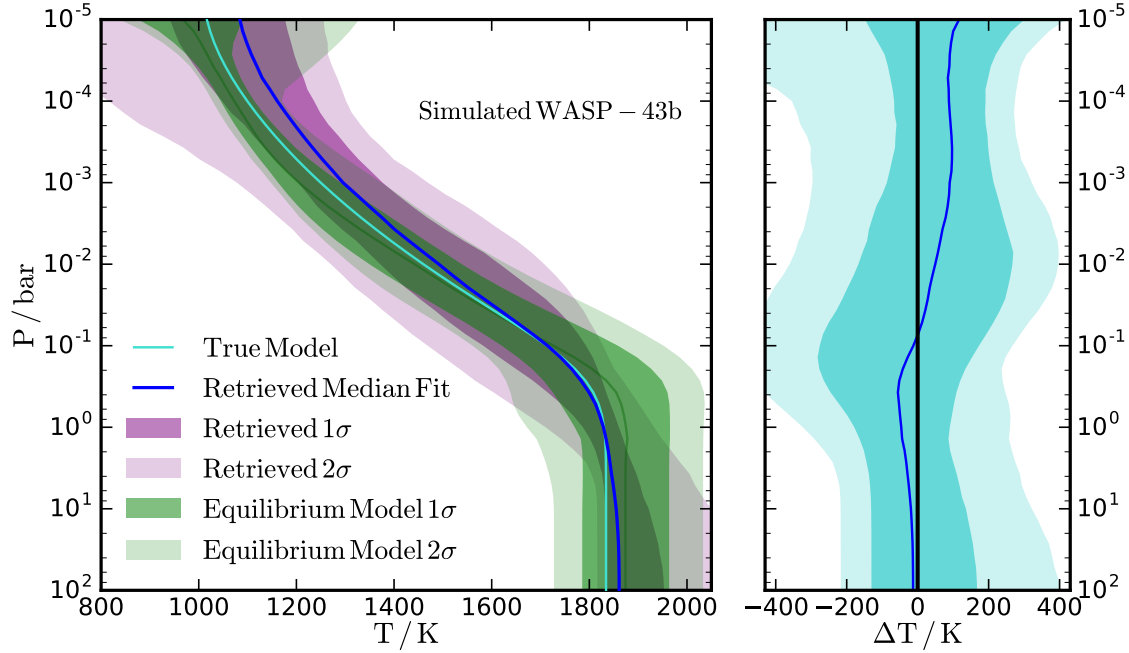 10^-5
10^-4
10^-3
10^-2
10^-1
10^0
10^1
10^2
P / bar
Simulated WASP − 43b
True Model
Retrieved Median Fit
Retrieved 1σ
Retrieved 2σ
Equilibrium Model 1σ
Equilibrium Model 2σ
800 1000 1200 1400 1600 1800 2000
T / K
−400 −200 0 200 400
ΔT / K
10^-5
10^-4
10^-3
10^-2
10^-1
10^0
10^1
10^2